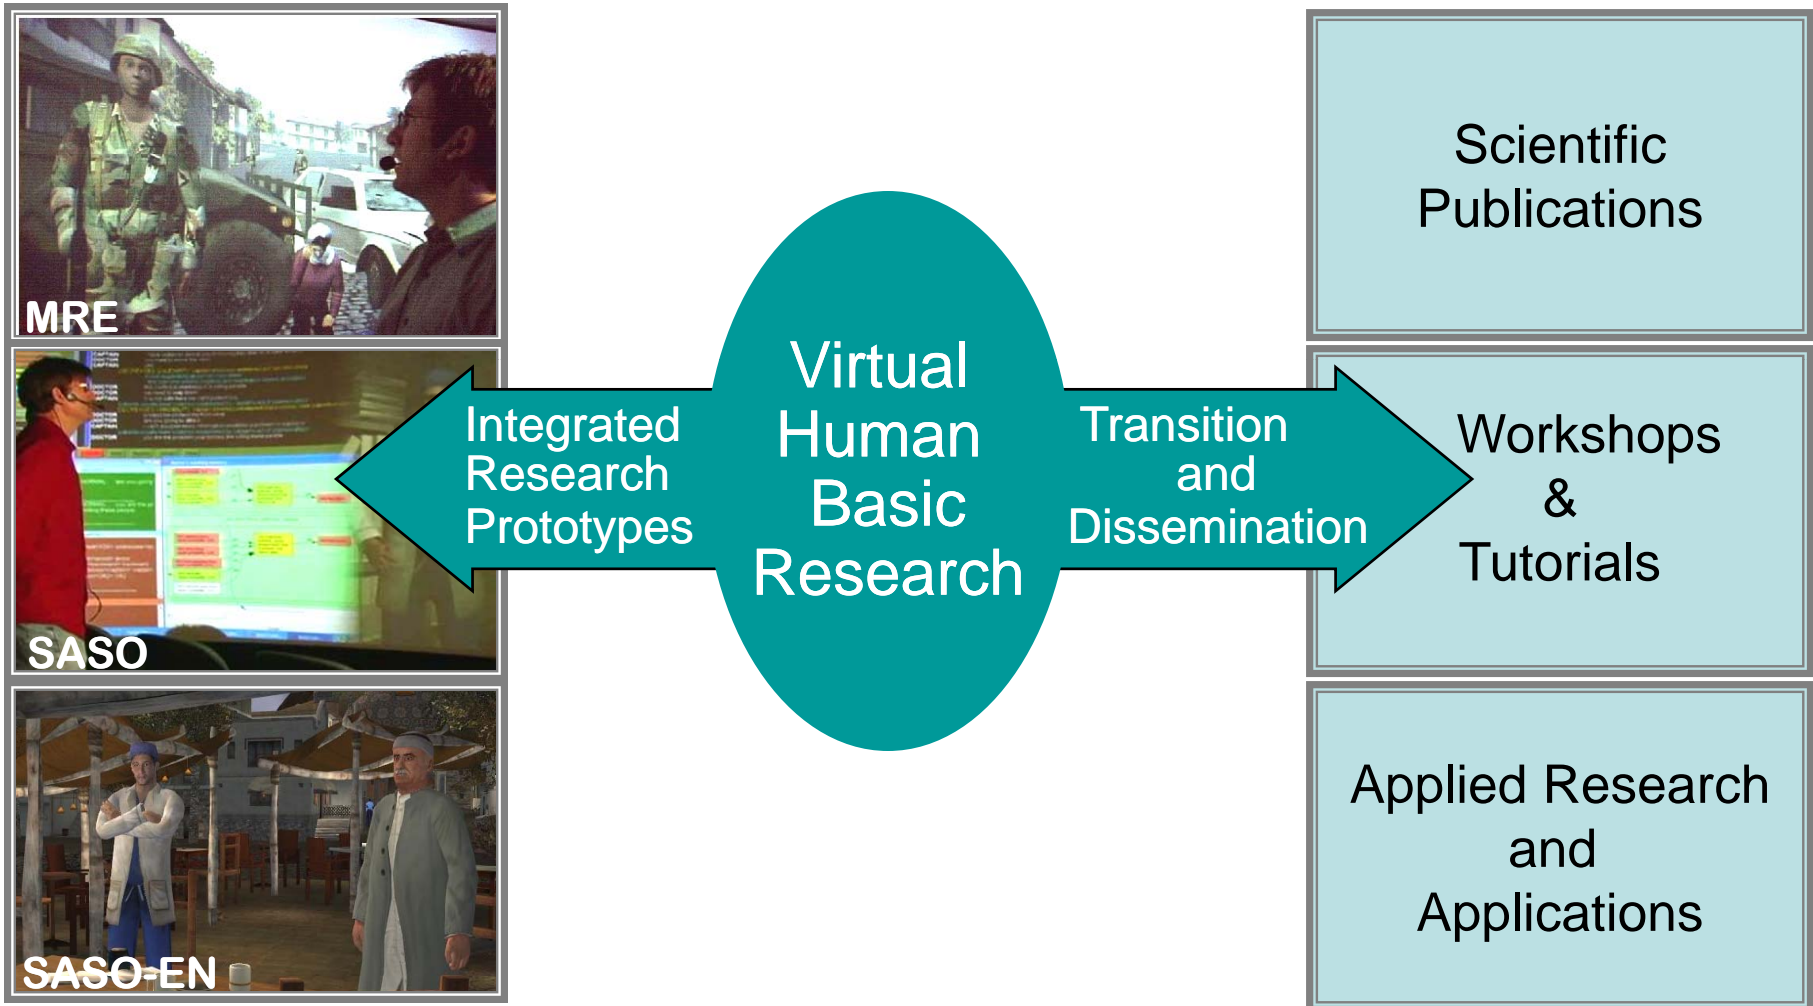 MRE
SASO
SASO-EN
Integrated
Research
Prototypes
Virtual
Human
Basic
Research
Transition
and
Dissemination
Scientific
Publications
Workshops
&
Tutorials
Applied Research
and
Applications